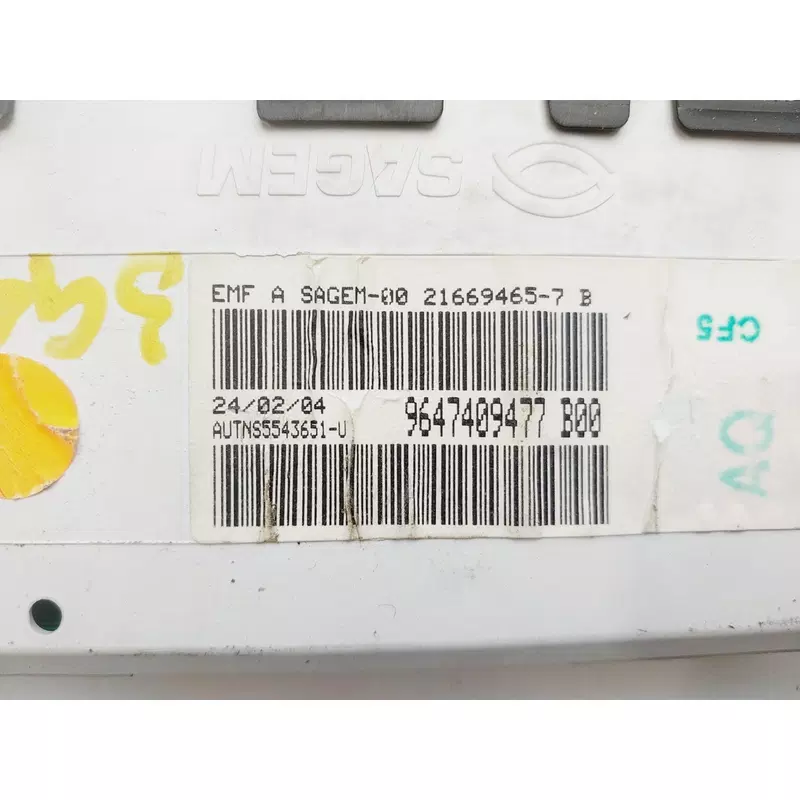 SAGEM
EMF A SAGEM-00 21669465-7 B
24/02/04
AUTNS5543651-U
9647409477 B00
CF5
AQ